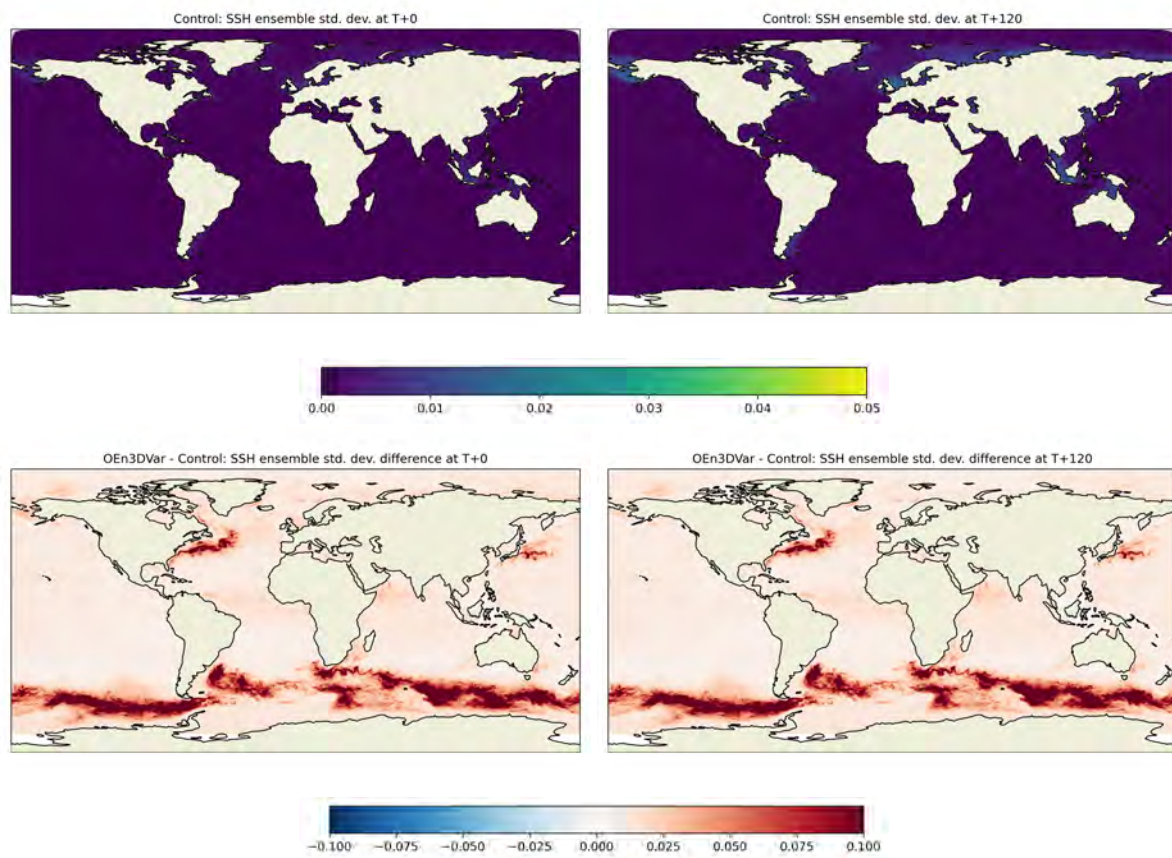 Control: SSH ensemble std. dev. at T+0
Control: SSH ensemble std. dev. at T+120
0.00 0.01 0.02 0.03 0.04 0.05
OEn3DVar - Control: SSH ensemble std. dev. difference at T+0
OEn3DVar - Control: SSH ensemble std. dev. difference at T+120
−0.100 −0.075 −0.050 −0.025 0.000 0.025 0.050 0.075 0.100